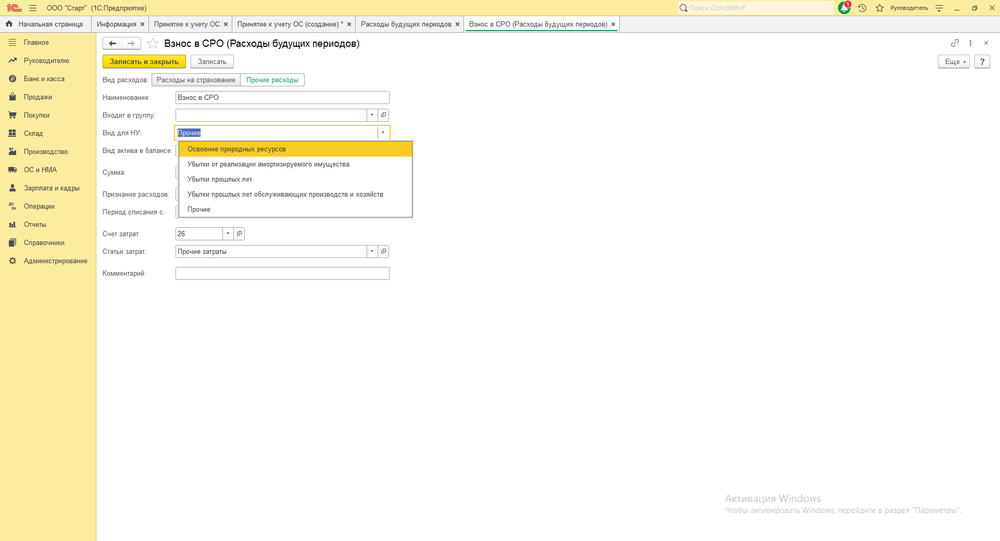 1С ООО "Старт" (1С:Предприятие) Поиск Ctrl+Shift+F 1 Руководитель
Начальная страница Информация Принятие к учету ОС Принятие к учету ОС (создание) * Расходы будущих периодов Взнос в СРО (Расходы будущих периодов)
Главное
Руководителю
Банк и касса
Продажи
Покупки
Склад
Производство
ОС и НМА
Зарплата и кадры
Дт Кт Операции
Отчеты
Справочники
Администрирование
Взнос в СРО (Расходы будущих периодов)
Записать и закрыть Записать Еще ?
Вид расходов: Расходы на страхование Прочие расходы
Наименование: Взнос в СРО
Входит в группу:
Вид для НУ: Прочие
Освоение природных ресурсов
Убытки от реализации амортизируемого имущества
Убытки прошлых лет
Убытки прошлых лет обслуживающих производств и хозяйств
Прочие
Вид актива в балансе:
Сумма:
Признание расходов:
Период списания с:
Счет затрат: 26
Статьи затрат: Прочие затраты
Комментарий:
Активация Windows
Чтобы активировать Windows, перейдите в раздел "Параметры".